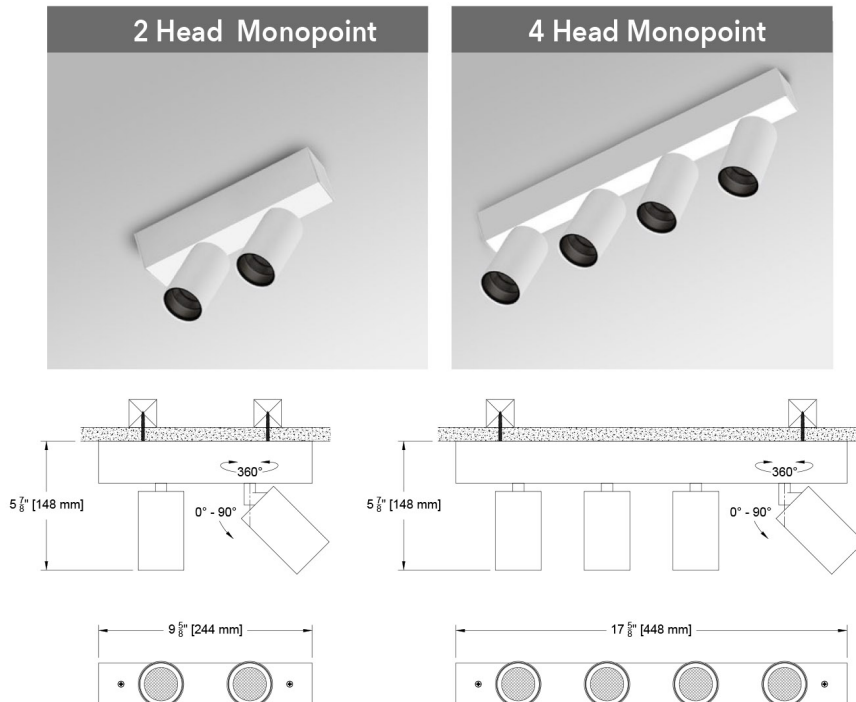 2 Head Monopoint
4 Head Monopoint
360°
5 7/8" [148 mm]
0° - 90°
360°
5 7/8" [148 mm]
0° - 90°
9 5/8" [244 mm]
17 5/8" [448 mm]